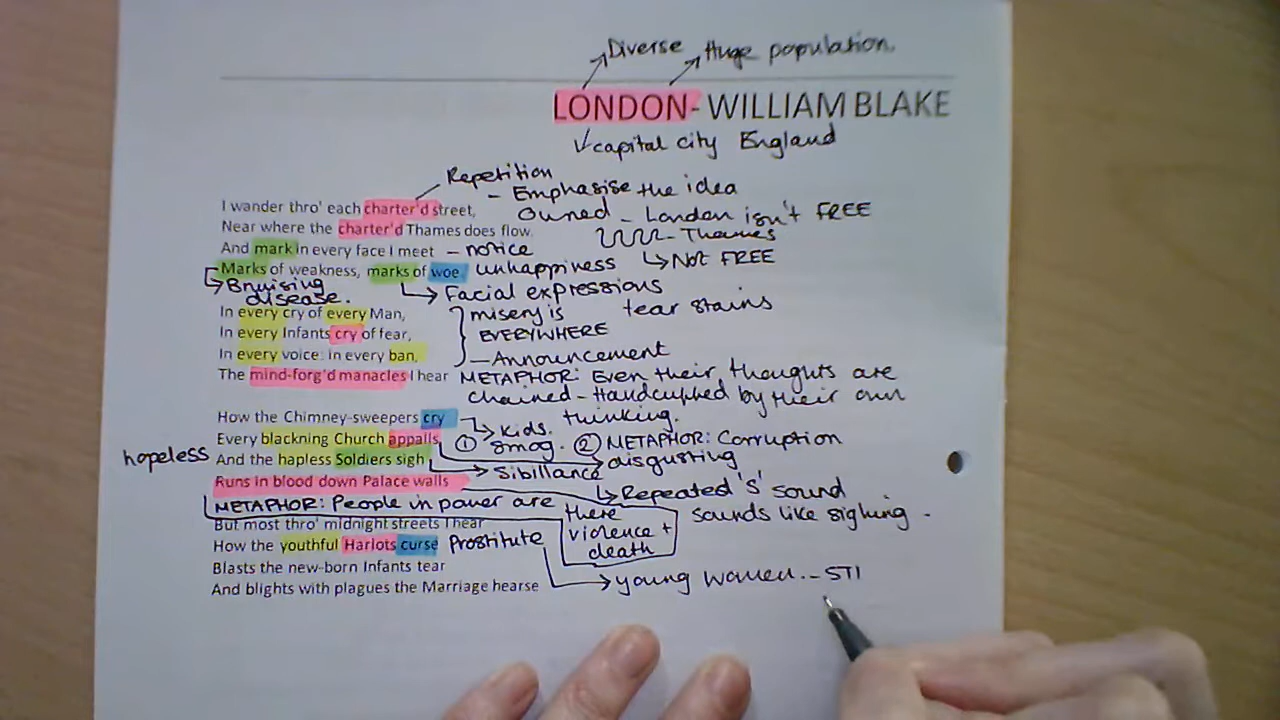 Diverse Huge population.
LONDON- WILLIAM BLAKE
capital city England
Repetition
- Emphasise the idea
I wander thro' each charter'd street, Owned - London isn't FREE
Near where the charter'd Thames does flow. - Thames
And mark in every face I meet - notice Not FREE
Marks of weakness, marks of woe. unhappiness
Bruising Facial expressions
disease. tear stains
In every cry of every Man, misery is
In every Infants cry of fear, EVERYWHERE
In every voice: in every ban, - Announcement
The mind-forg'd manacles I hear METAPHOR: Even their thoughts are
chained - Handcuffed by their own
thinking.
How the Chimney-sweepers cry Kids.
Every blackning Church appalls, ① smog. ② METAPHOR: Corruption
hopeless And the hapless Soldiers sigh disgusting
Sibillance
Runs in blood down Palace walls Repeated 's' sound
METAPHOR: People in power are there sounds like sighing -
But most thro' midnight streets I hear violence +
How the youthful Harlots curse Prostitute death
Blasts the new-born Infants tear young women. - STI
And blights with plagues the Marriage hearse